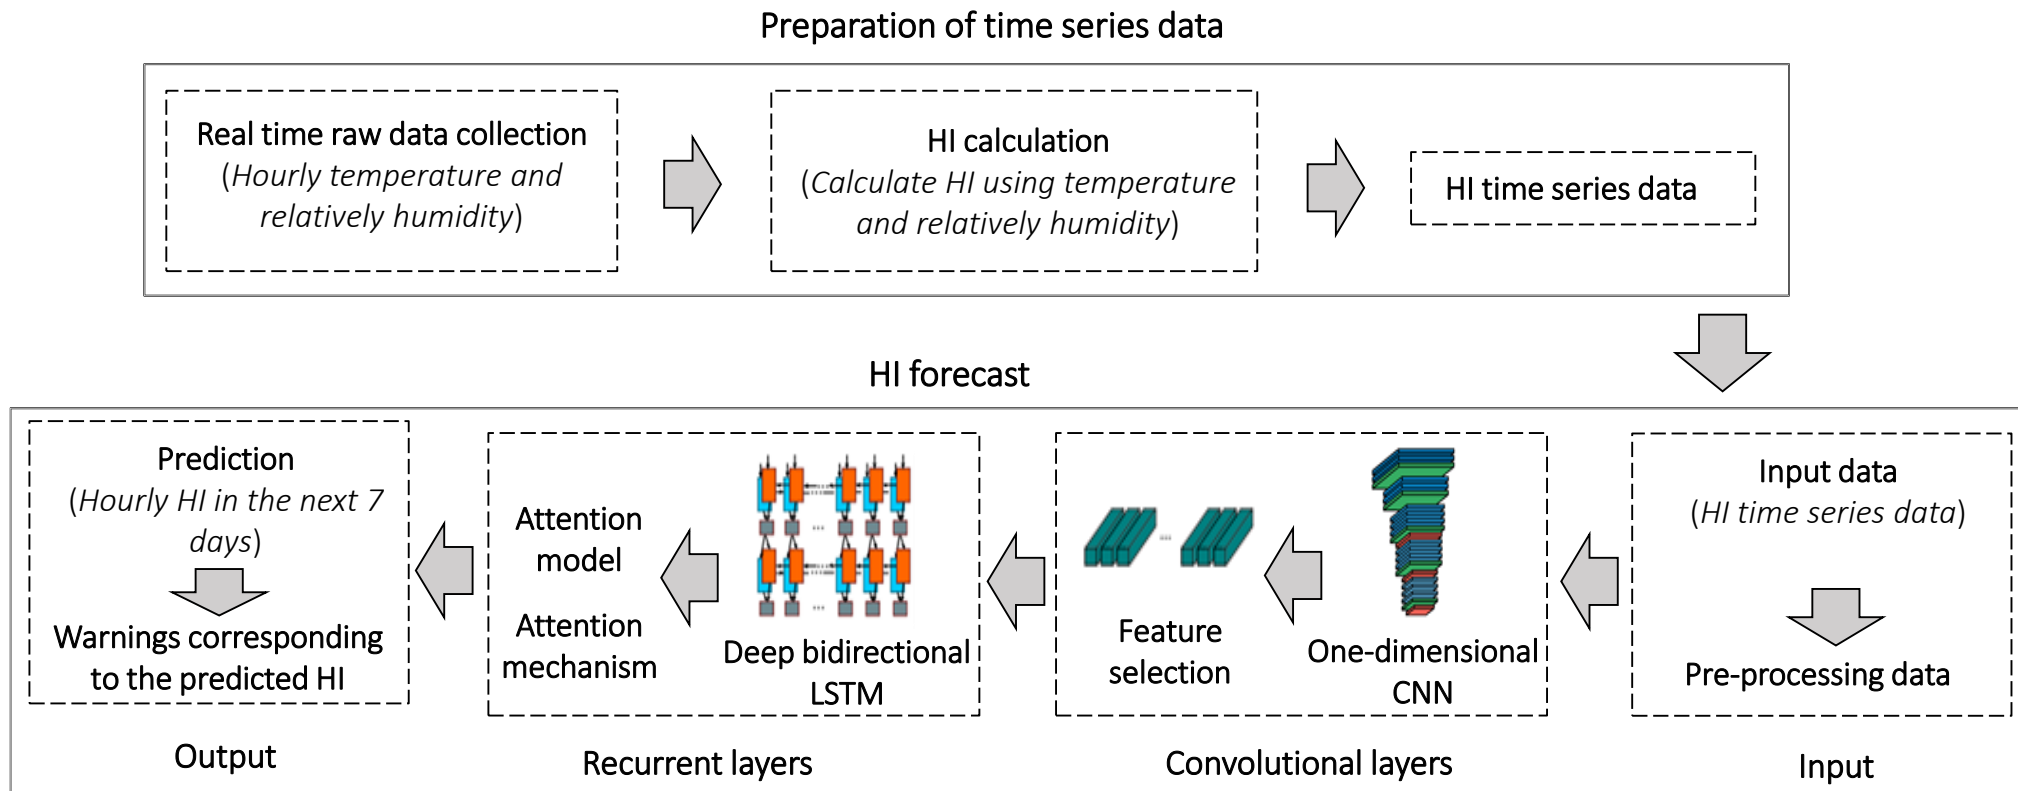 Preparation of time series data
Real time raw data collection
(Hourly temperature and
relatively humidity)
HI calculation
(Calculate HI using temperature
and relatively humidity)
HI time series data
HI forecast
Prediction
(Hourly HI in the next 7
days)
Warnings corresponding
to the predicted HI
Output
Attention
model
Attention
mechanism
...
...
...
...
Deep bidirectional
LSTM
Recurrent layers
...
Feature
selection
One-dimensional
CNN
Convolutional layers
Input data
(HI time series data)
Pre-processing data
Input